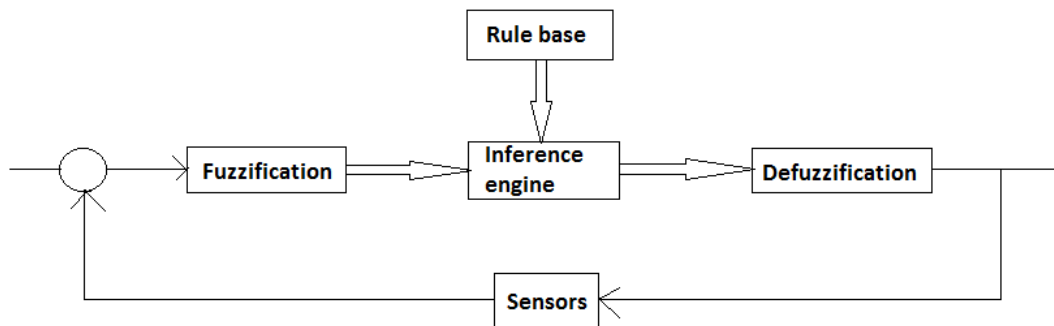 Rule base
Fuzzification
Inference
engine
Defuzzification
Sensors